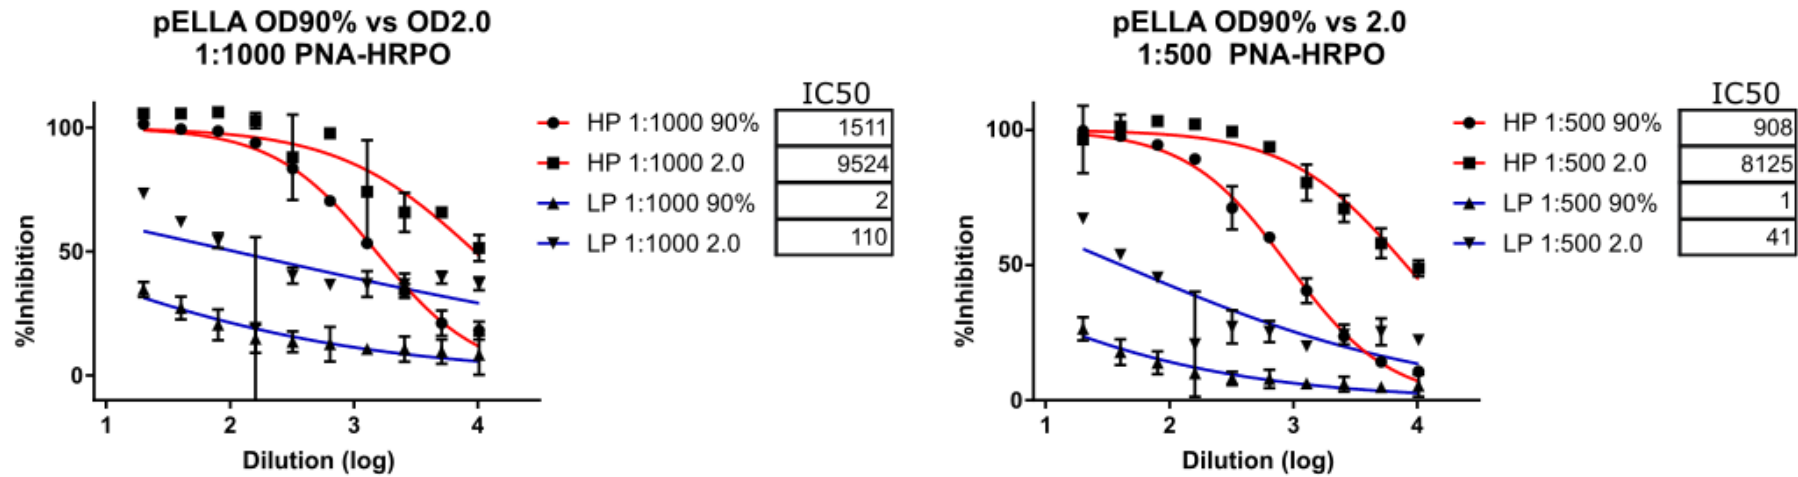 pELLA OD90% vs OD2.0
1:1000 PNA-HRPO
%Inhibition
100
50
0
1 2 3 4
Dilution (log)
HP 1:1000 90%
HP 1:1000 2.0
LP 1:1000 90%
LP 1:1000 2.0
IC50
1511
9524
2
110
pELLA OD90% vs 2.0
1:500 PNA-HRPO
%Inhibition
100
50
0
1 2 3 4
Dilution (log)
HP 1:500 90%
HP 1:500 2.0
LP 1:500 90%
LP 1:500 2.0
IC50
908
8125
1
41